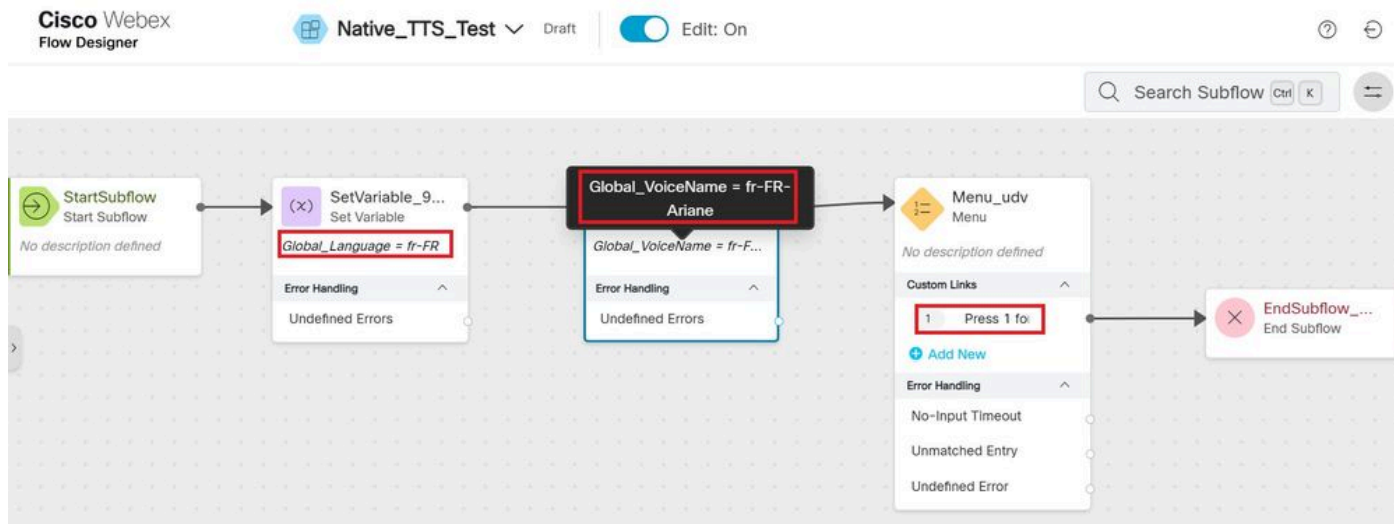 Cisco Webex
Flow Designer
Native_TTS_Test
Draft
Edit: On
Search Subflow Ctrl K
StartSubflow
Start Subflow
No description defined
SetVariable_9...
Set Variable
Global_Language = fr-FR
Error Handling
Undefined Errors
Global_VoiceName = fr-FR-
Ariane
Global_VoiceName = fr-F...
Error Handling
Undefined Errors
Menu_udv
Menu
No description defined
Custom Links
1 Press 1 fo
Add New
Error Handling
No-Input Timeout
Unmatched Entry
Undefined Error
EndSubflow_...
End Subflow